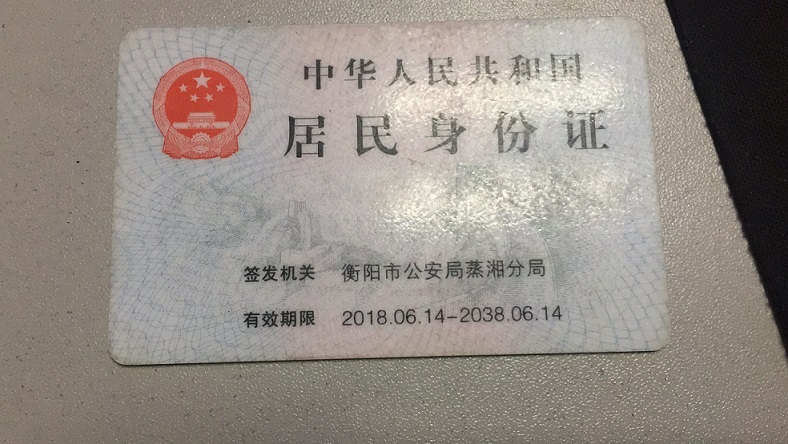 中华人民共和国
居民身份证
签发机关 衡阳市公安局蒸湘分局
有效期限 2018.06.14-2038.06.14